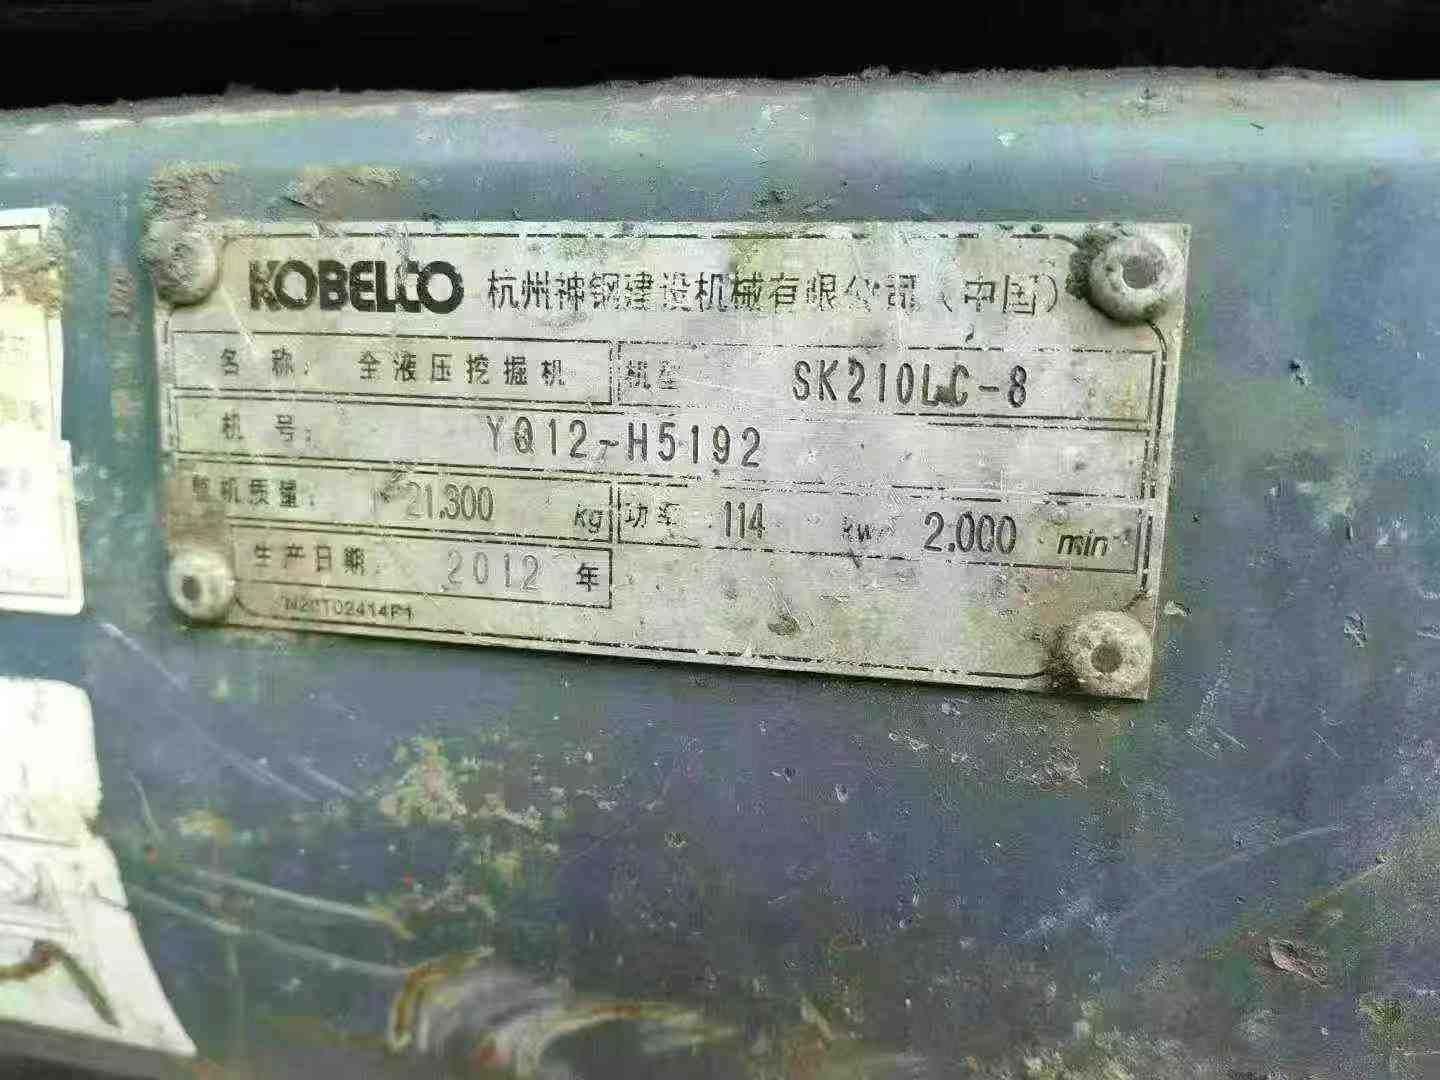 KOBELCO 杭州神钢建设机械有限公司(中国)
名称: 全液压挖掘机 机型 SK210LC-8
机号: YQ12-H5192
整机质量: 21.300 kg 功率 114 kw 2.000 min⁻¹
生产日期: 2012 年